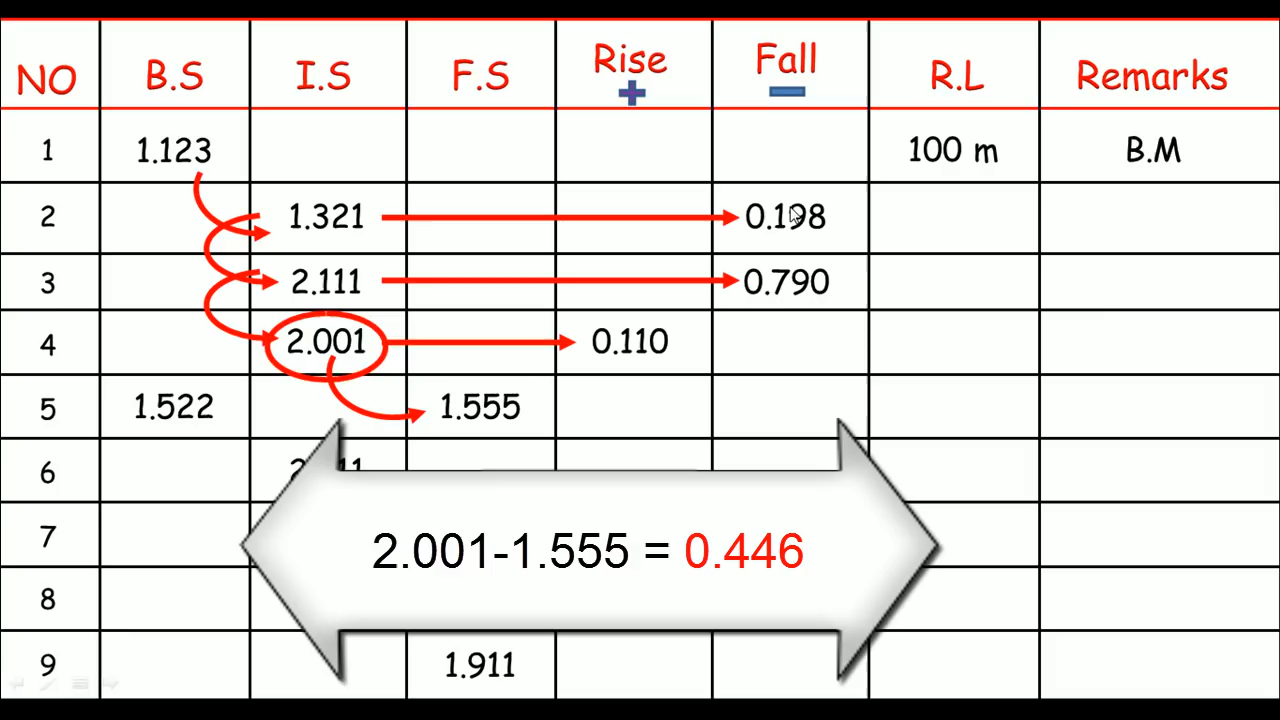 NO B.S I.S F.S Rise Fall R.L Remarks
+ −
1 1.123 100 m B.M
2 1.321 0.198
3 2.111 0.790
4 2.001 0.110
5 1.522 1.555
6
7 2.001-1.555 = 0.446
8
9 1.911